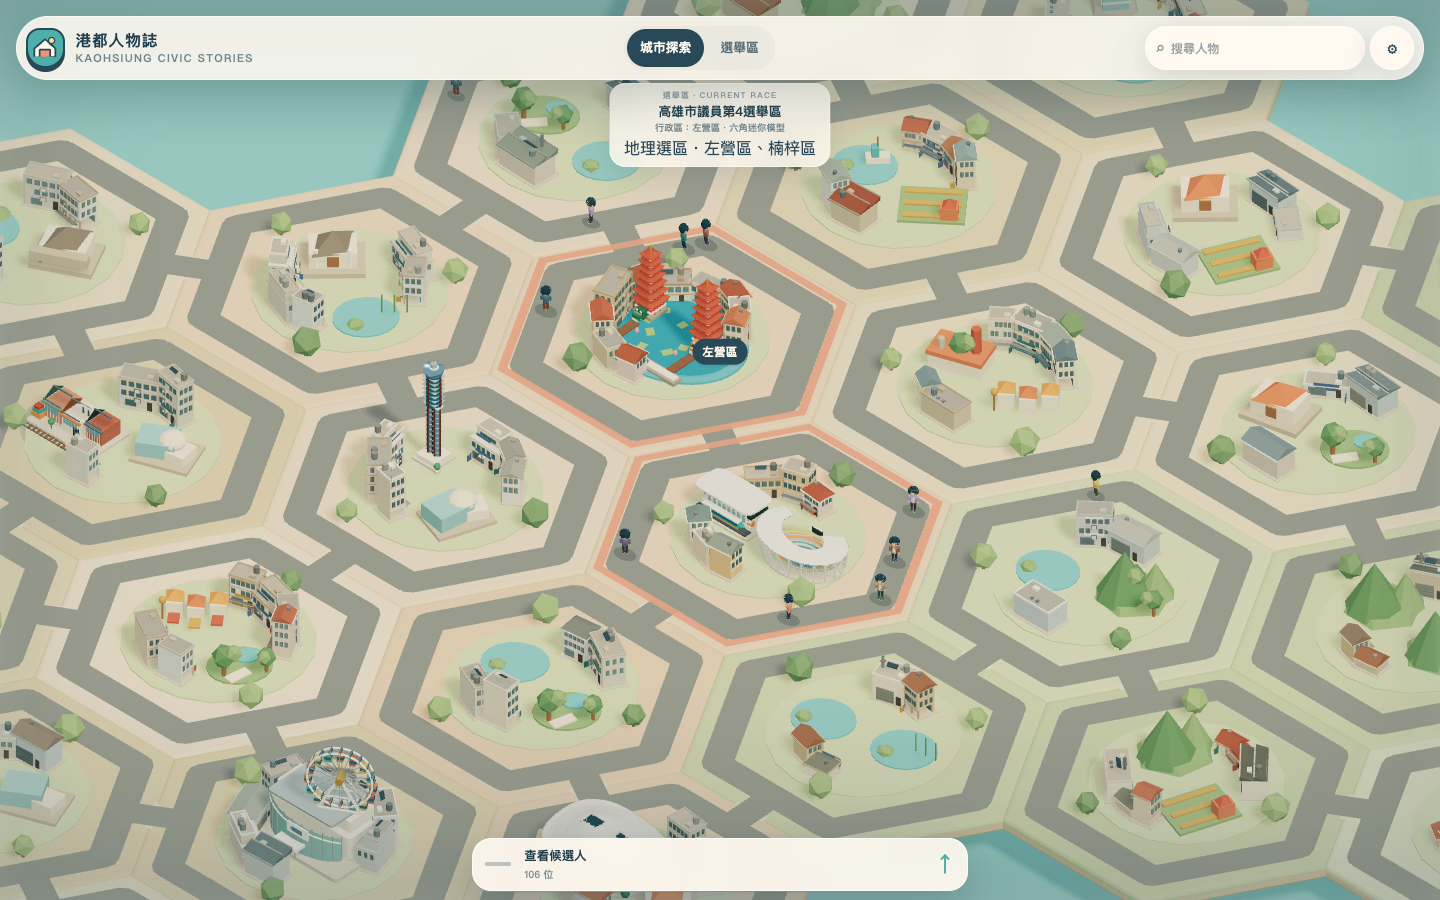 港都人物誌
KAOHSIUNG CIVIC STORIES
城市探索
選舉區
搜尋人物
選舉區 · CURRENT RACE
高雄市議員第4選舉區
行政區：左營區 · 六角迷你模型
地理選區．左營區、楠梓區
左營區
查看候選人
106 位